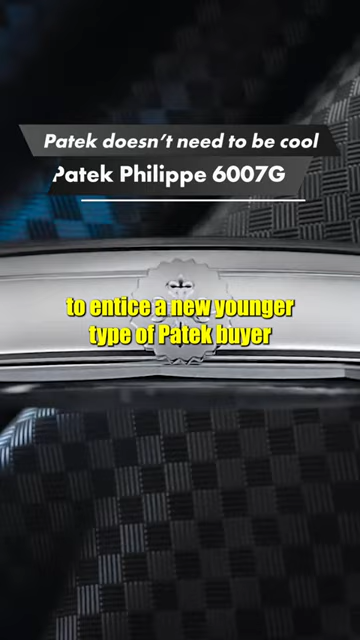 Patek doesn't need to be cool
Patek Philippe 6007G
to entice a new younger
type of Patek buyer